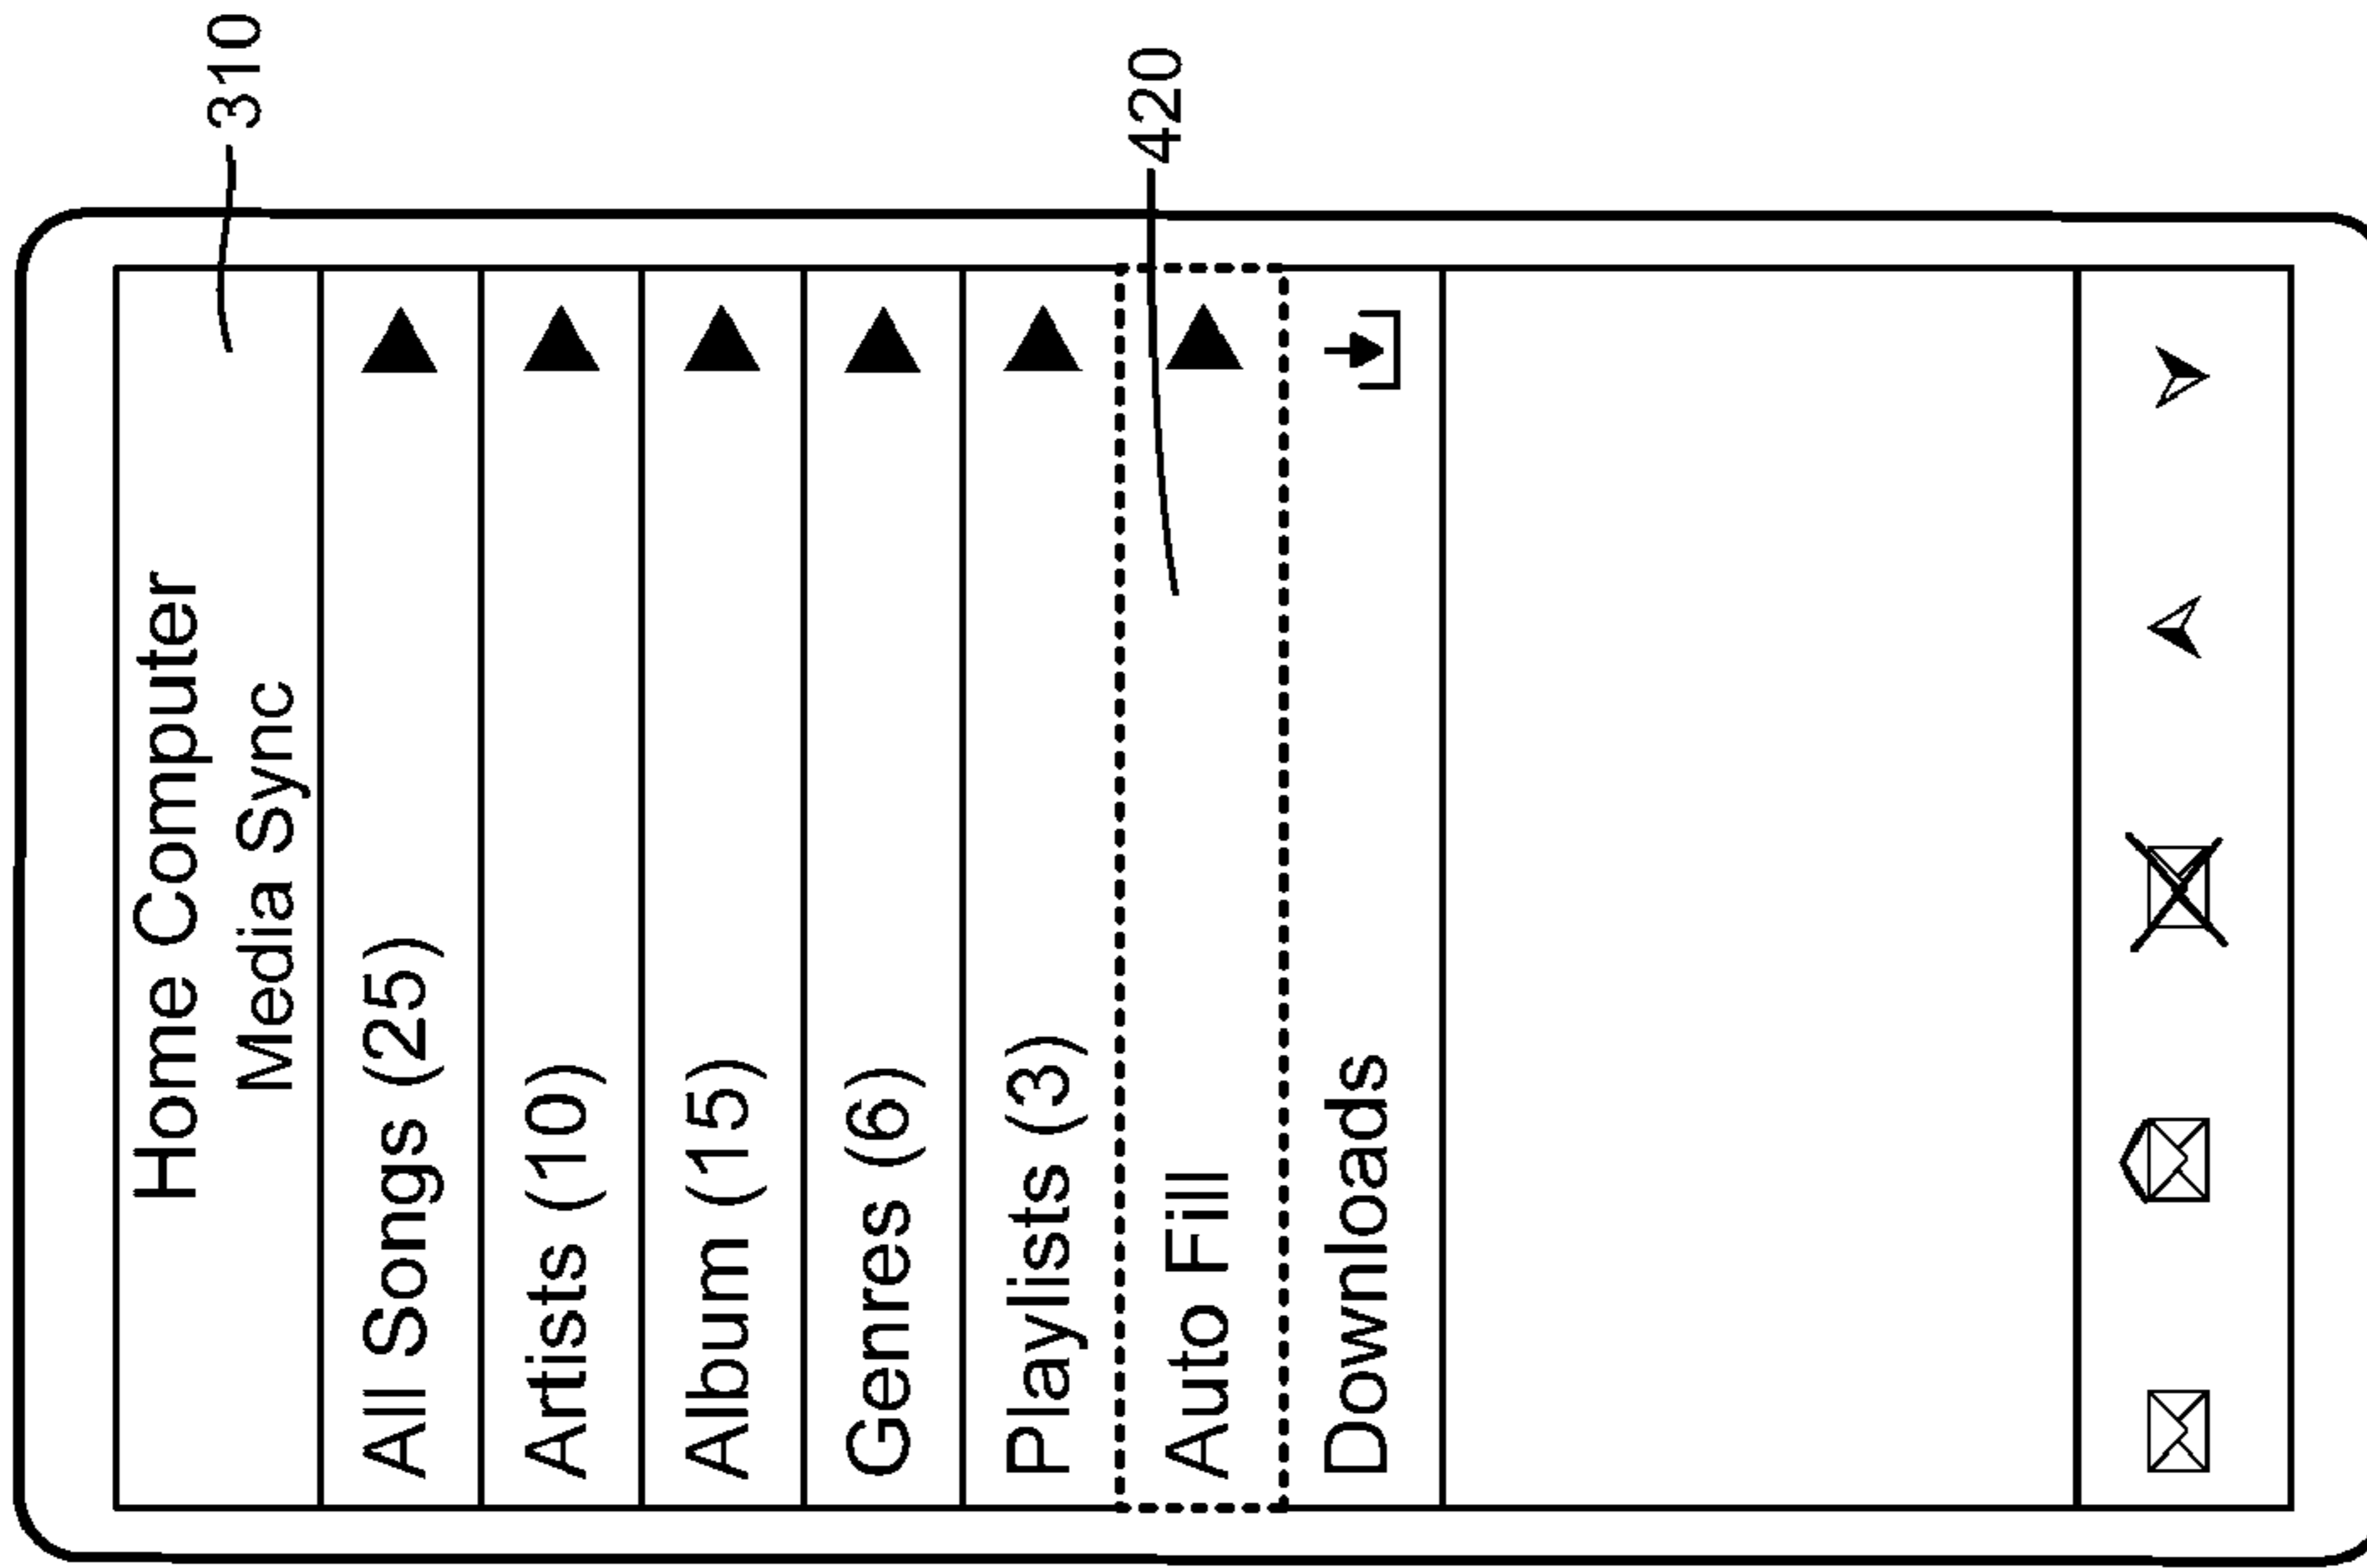 Home Computer
Media Sync
310
All Songs (25)
Artists (10)
Album (15)
Genres (6)
Playlists (3)
Auto Fill
420
Downloads